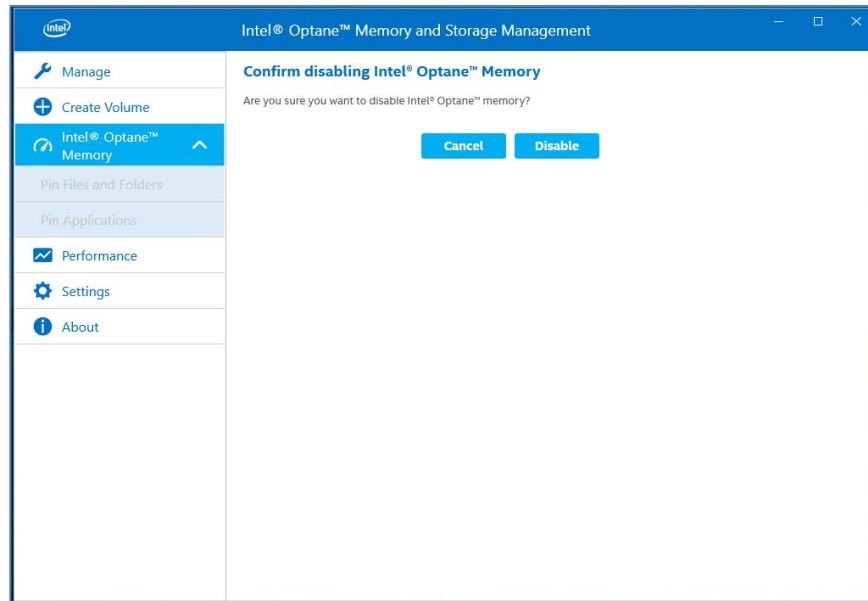 intel
Intel® Optane™ Memory and Storage Management
Manage
Create Volume
Intel® Optane™
Memory
Pin Files and Folders
Pin Applications
Performance
Settings
About
Confirm disabling Intel® Optane™ Memory
Are you sure you want to disable Intel® Optane™ memory?
Cancel Disable